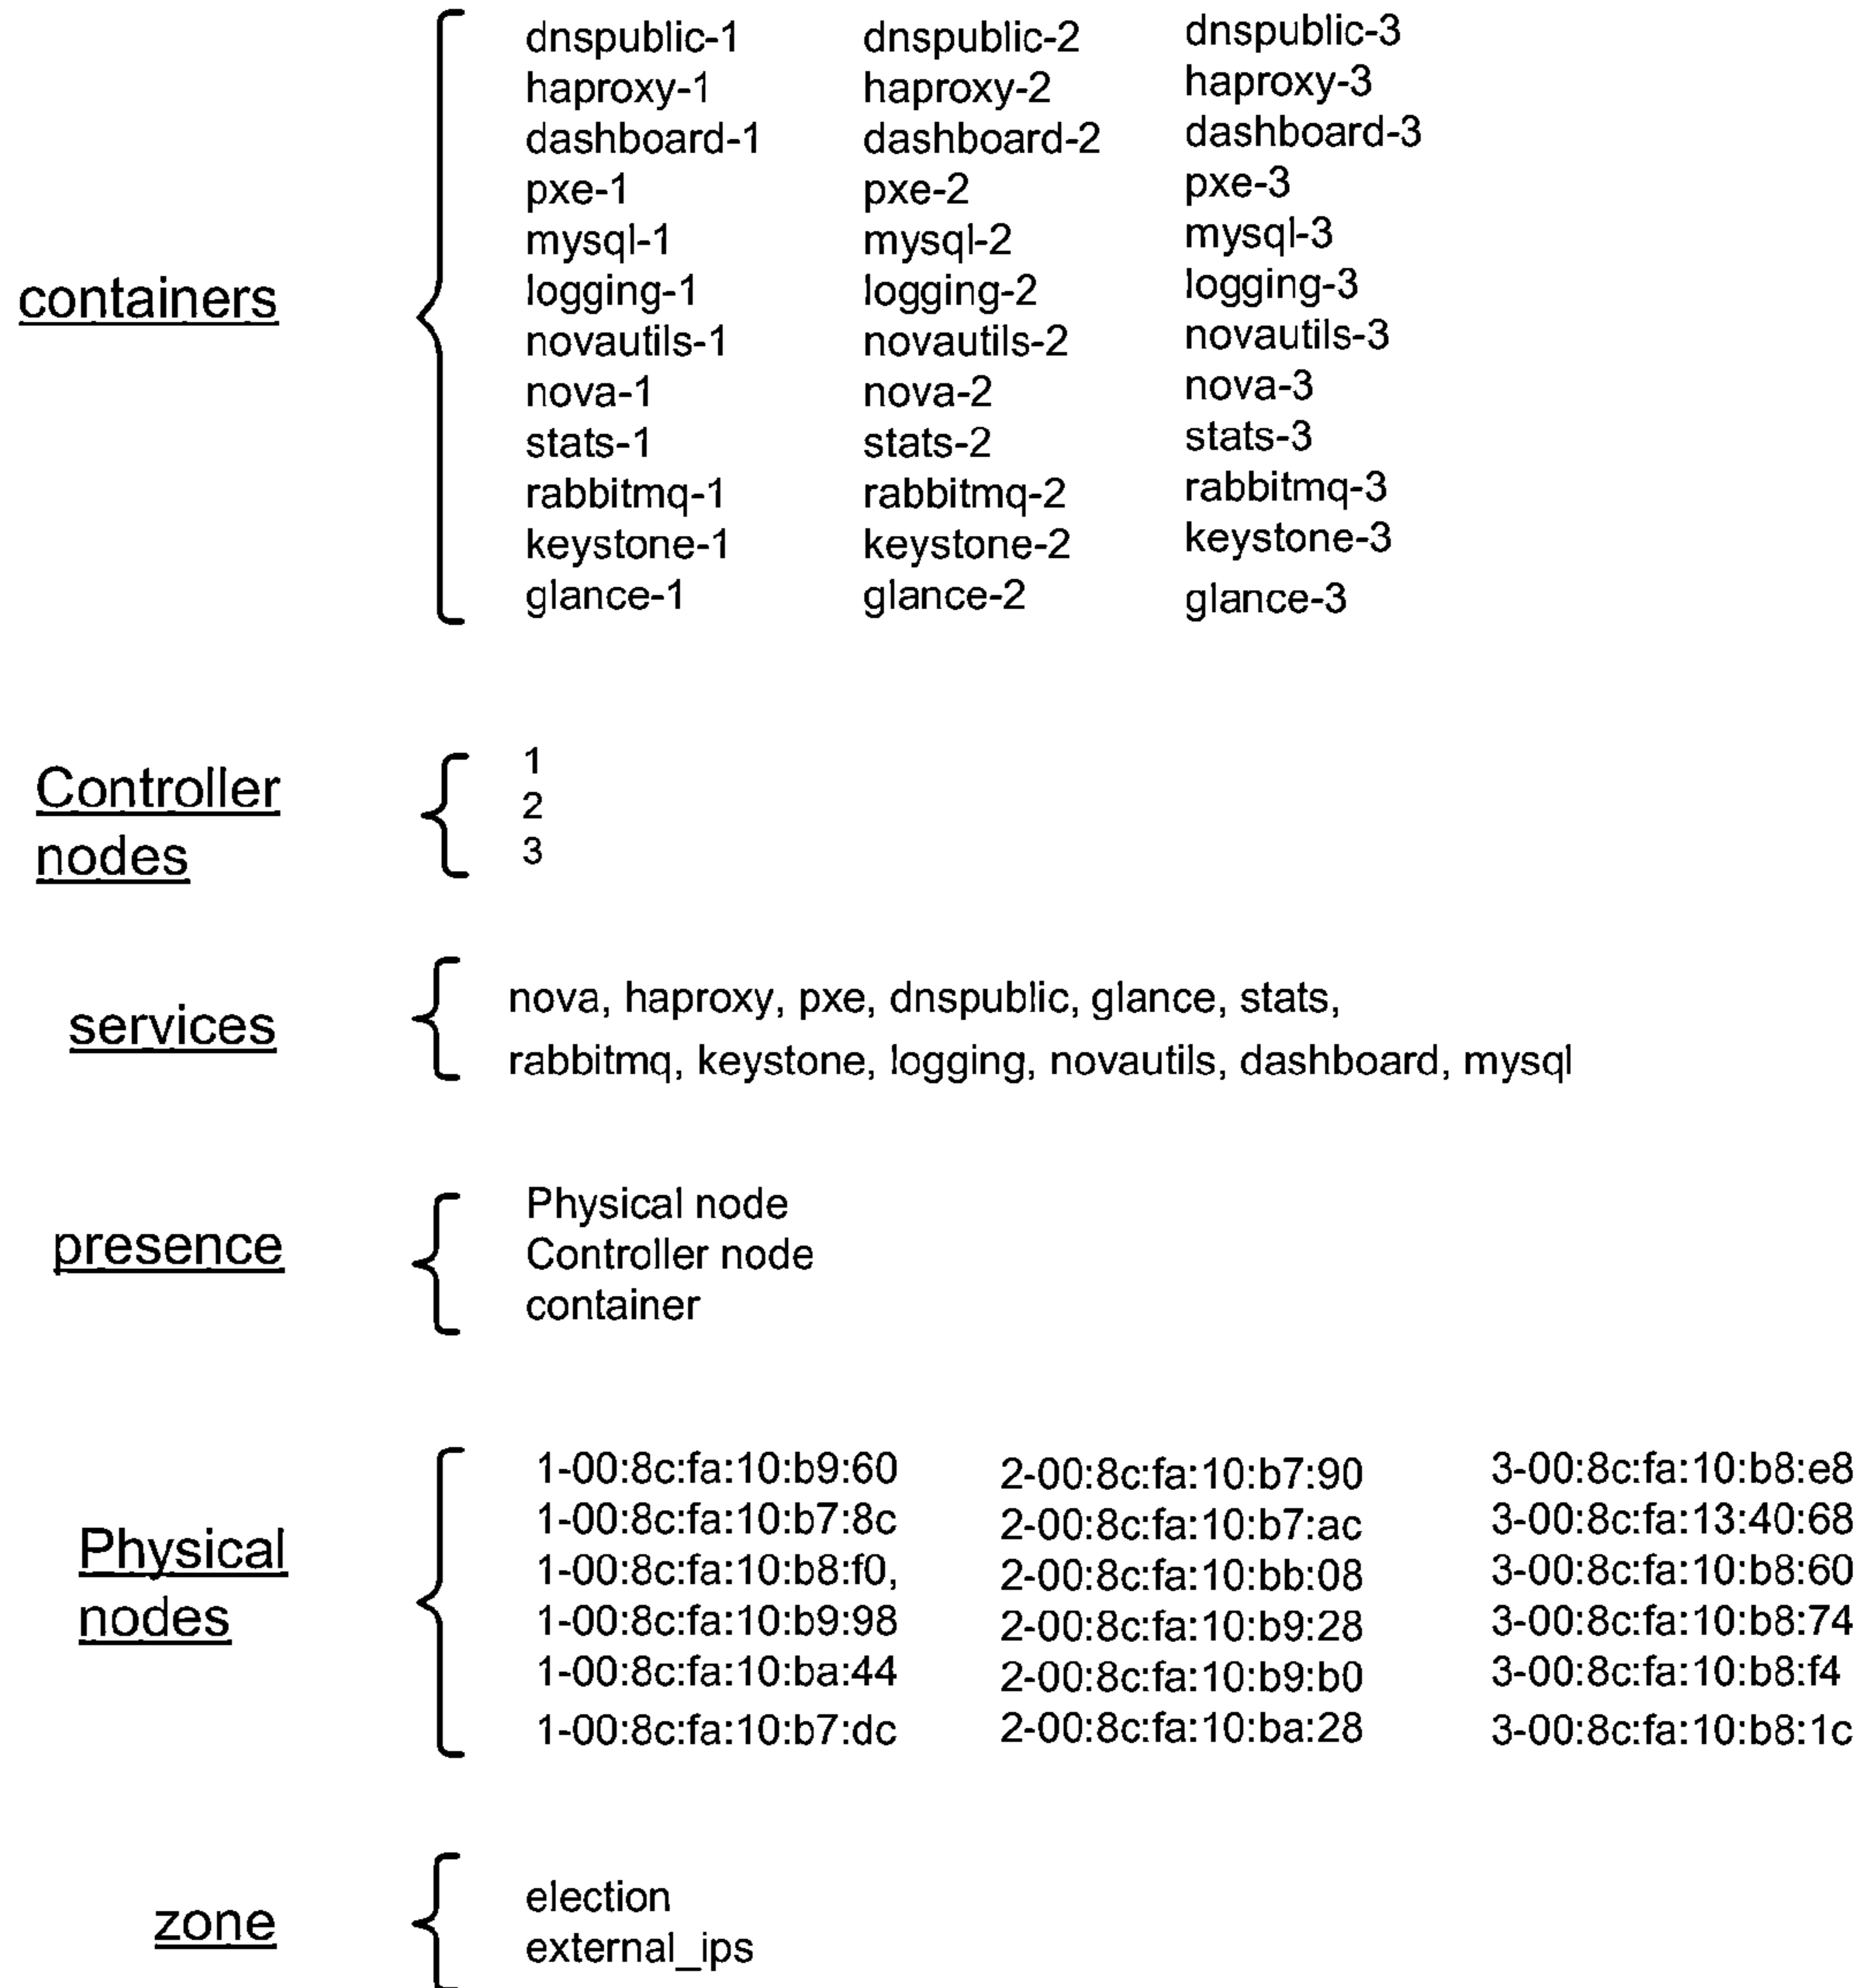 containers
dnspublic-1 dnspublic-2 dnspublic-3
haproxy-1 haproxy-2 haproxy-3
dashboard-1 dashboard-2 dashboard-3
pxe-1 pxe-2 pxe-3
mysql-1 mysql-2 mysql-3
logging-1 logging-2 logging-3
novautils-1 novautils-2 novautils-3
nova-1 nova-2 nova-3
stats-1 stats-2 stats-3
rabbitmq-1 rabbitmq-2 rabbitmq-3
keystone-1 keystone-2 keystone-3
glance-1 glance-2 glance-3
Controller
nodes
1
2
3
services
nova, haproxy, pxe, dnspublic, glance, stats,
rabbitmq, keystone, logging, novautils, dashboard, mysql
presence
Physical node
Controller node
container
Physical
nodes
1-00:8c:fa:10:b9:60 2-00:8c:fa:10:b7:90 3-00:8c:fa:10:b8:e8
1-00:8c:fa:10:b7:8c 2-00:8c:fa:10:b7:ac 3-00:8c:fa:13:40:68
1-00:8c:fa:10:b8:f0, 2-00:8c:fa:10:bb:08 3-00:8c:fa:10:b8:60
1-00:8c:fa:10:b9:98 2-00:8c:fa:10:b9:28 3-00:8c:fa:10:b8:74
1-00:8c:fa:10:ba:44 2-00:8c:fa:10:b9:b0 3-00:8c:fa:10:b8:f4
1-00:8c:fa:10:b7:dc 2-00:8c:fa:10:ba:28 3-00:8c:fa:10:b8:1c
zone
election
external_ips